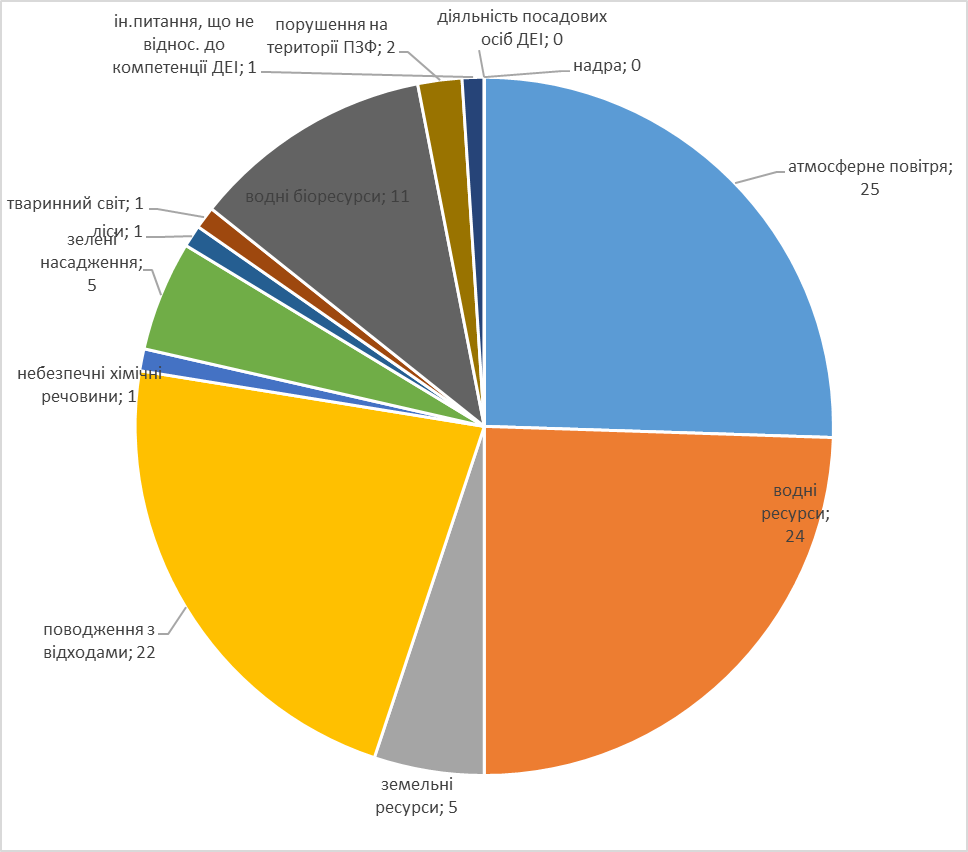 ін.питання, що не
віднос. до
компетенції ДЕІ; 1
порушення на
території ПЗФ; 2
діяльність посадових
осіб ДЕІ; 0
надра; 0
атмосферне повітря;
25
водні
ресурси;
24
земельні
ресурси; 5
поводження з
відходами; 22
небезпечні хімічні
речовини; 1
зелені
насадження;
5
ліси; 1
тваринний світ; 1
водні біоресурси; 11